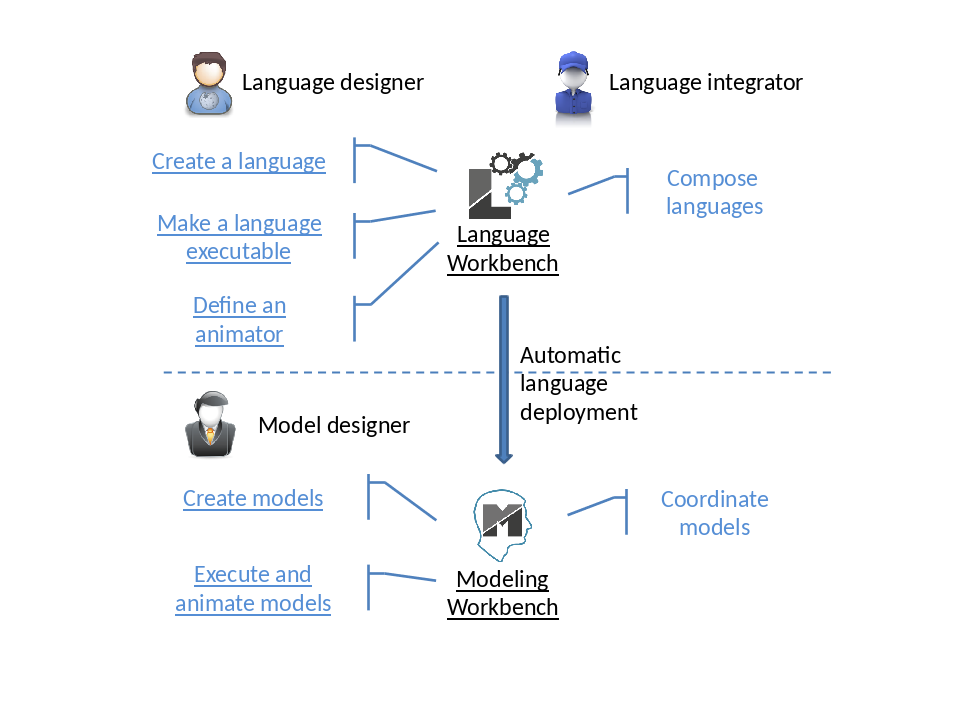 Language designer
Language integrator
Create a language
Compose
languages
Make a language
executable
Language
Workbench
Define an
animator
Automatic
language
deployment
Model designer
Create models
Coordinate
models
M
Execute and
animate models
Modeling
Workbench